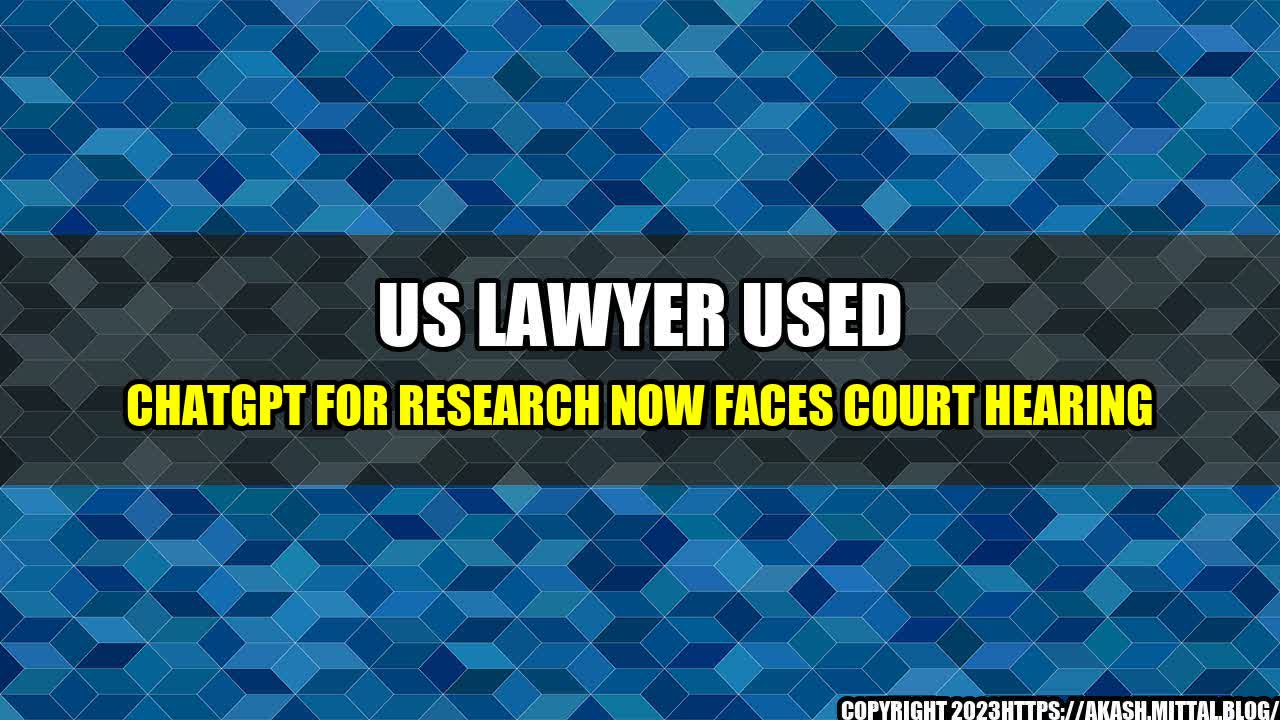 US LAWYER USED
CHATGPT FOR RESEARCH NOW FACES COURT HEARING
COPYRIGHT 2023HTTPS://AKASH.MITTAL.BLOG/